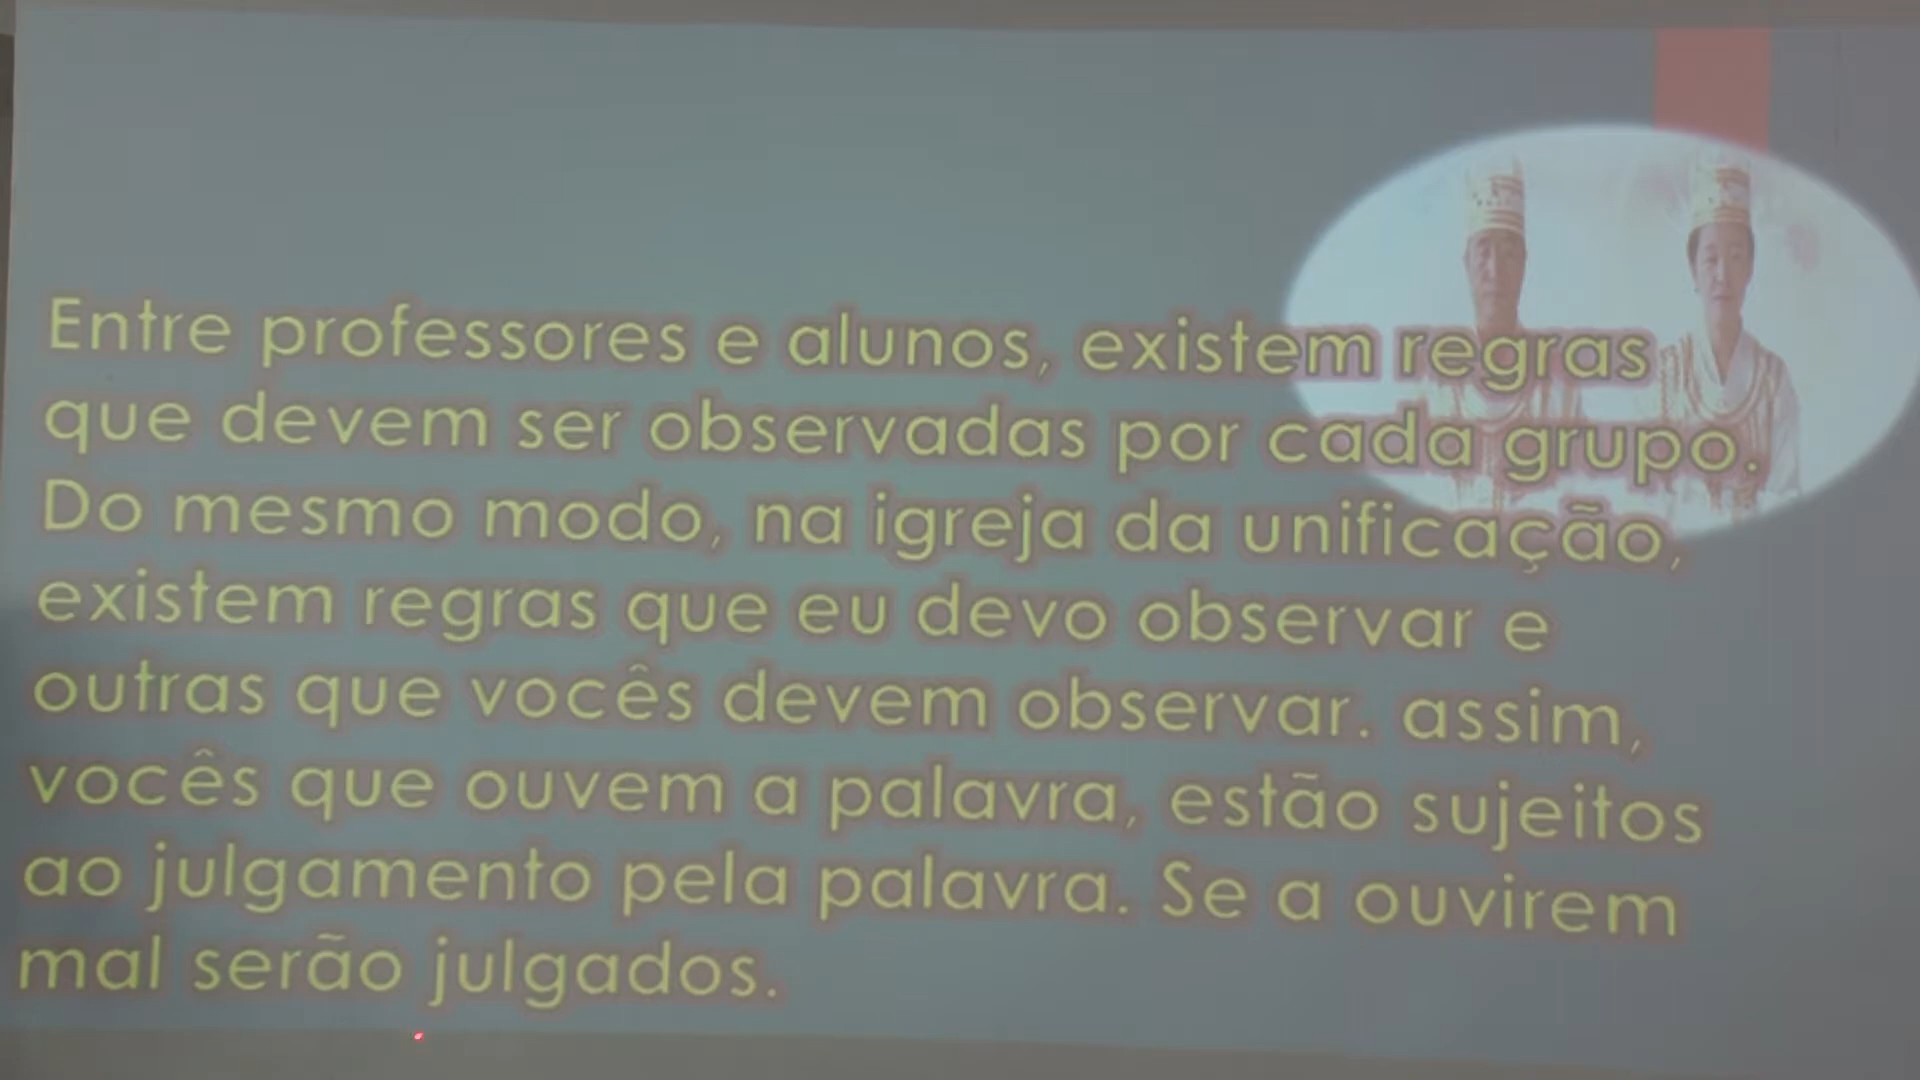 Entre professores e alunos, existem regras
que devem ser observadas por cada grupo.
Do mesmo modo, na igreja da unificação,
existem regras que eu devo observar e
outras que vocês devem observar. assim,
vocês que ouvem a palavra, estão sujeitos
ao julgamento pela palavra. Se a ouvirem
mal serão julgados.